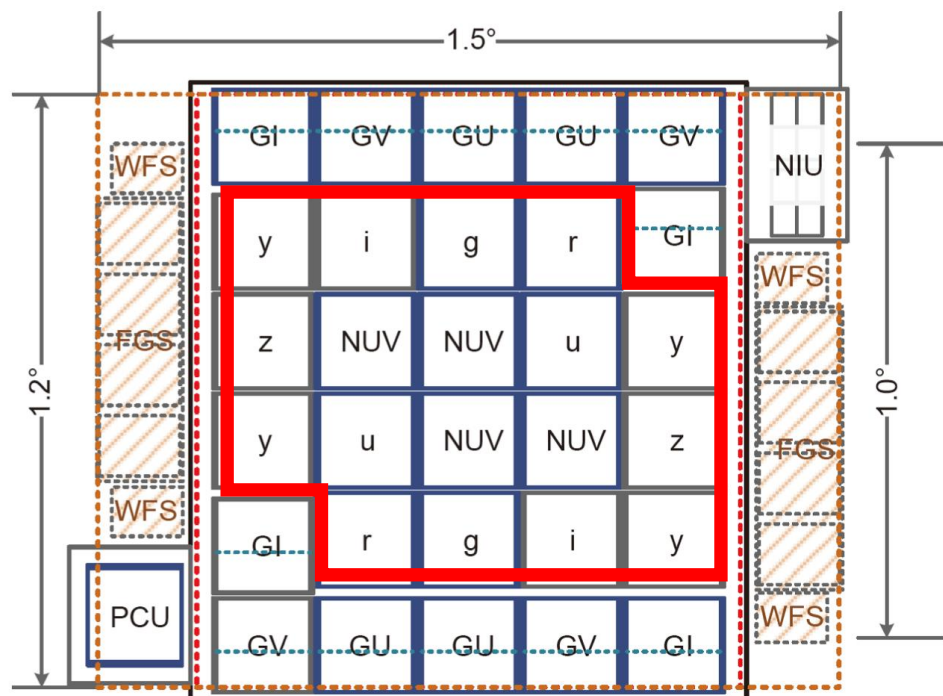 1.5°
GI GV GU GU GV
WFS NIU
y i g r GI
WFS
z NUV NUV u y
FGS
1.2° 1.0°
y u NUV NUV z
FGS
WFS
GI r g i y
PCU WFS
GV GU GU GV GI